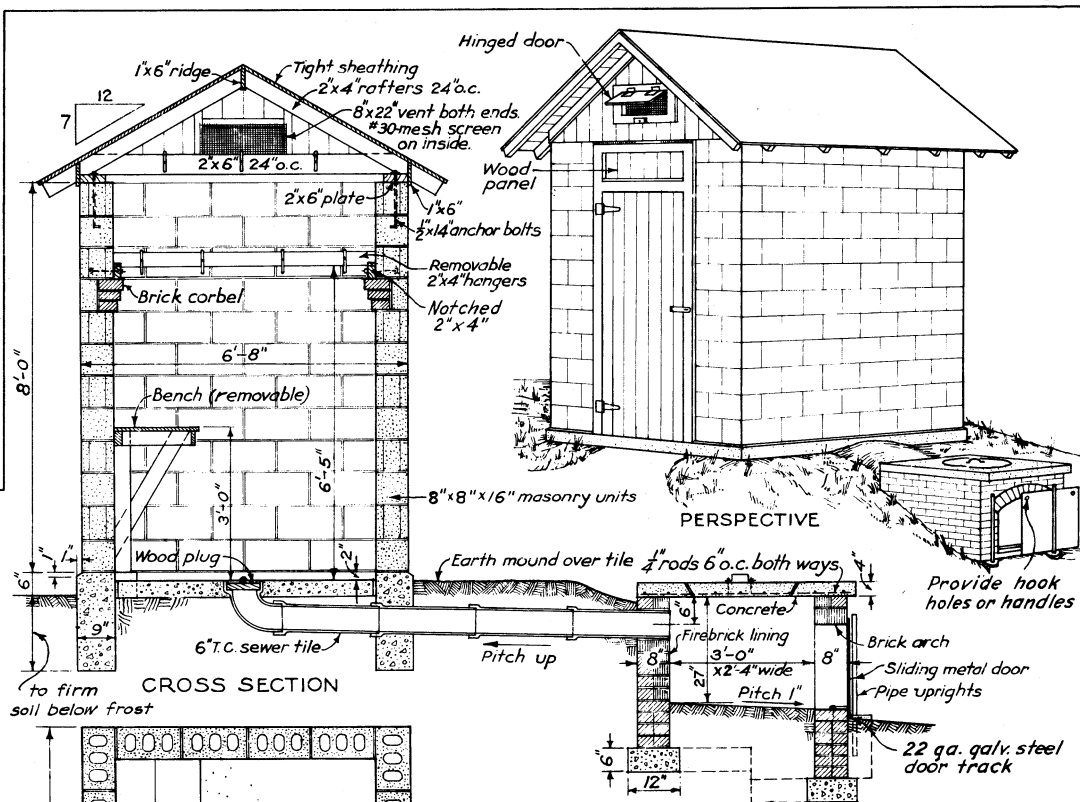 1"x6" ridge
Tight sheathing
2"x4" rafters 24" o.c.
8"x22" vent both ends.
#30-mesh screen
on inside.
12
7
2"x6" 24" o.c.
2"x6" plate
1"x6"
½"x14" anchor bolts
Removable
2"x4" hangers
Brick corbel
Notched
2"x4"
6'-8"
8'-0"
Bench (removable)
6'-5"
3'-0"
8"x8"x16" masonry units
Wood plug
1"
1"
2"
6"
9"
6" T.C. sewer tile
to firm
soil below frost
CROSS SECTION
Hinged door
Wood
panel
PERSPECTIVE
Provide hook
holes or handles
Earth mound over tile
¼" rods 6" o.c. both ways
4"
6"
Concrete
Pitch up
Firebrick lining
8"
3'-0"
x2'-4" wide
8"
27"
Pitch 1"
Brick arch
Sliding metal door
Pipe uprights
22 ga. galv. steel
door track
6"
12"